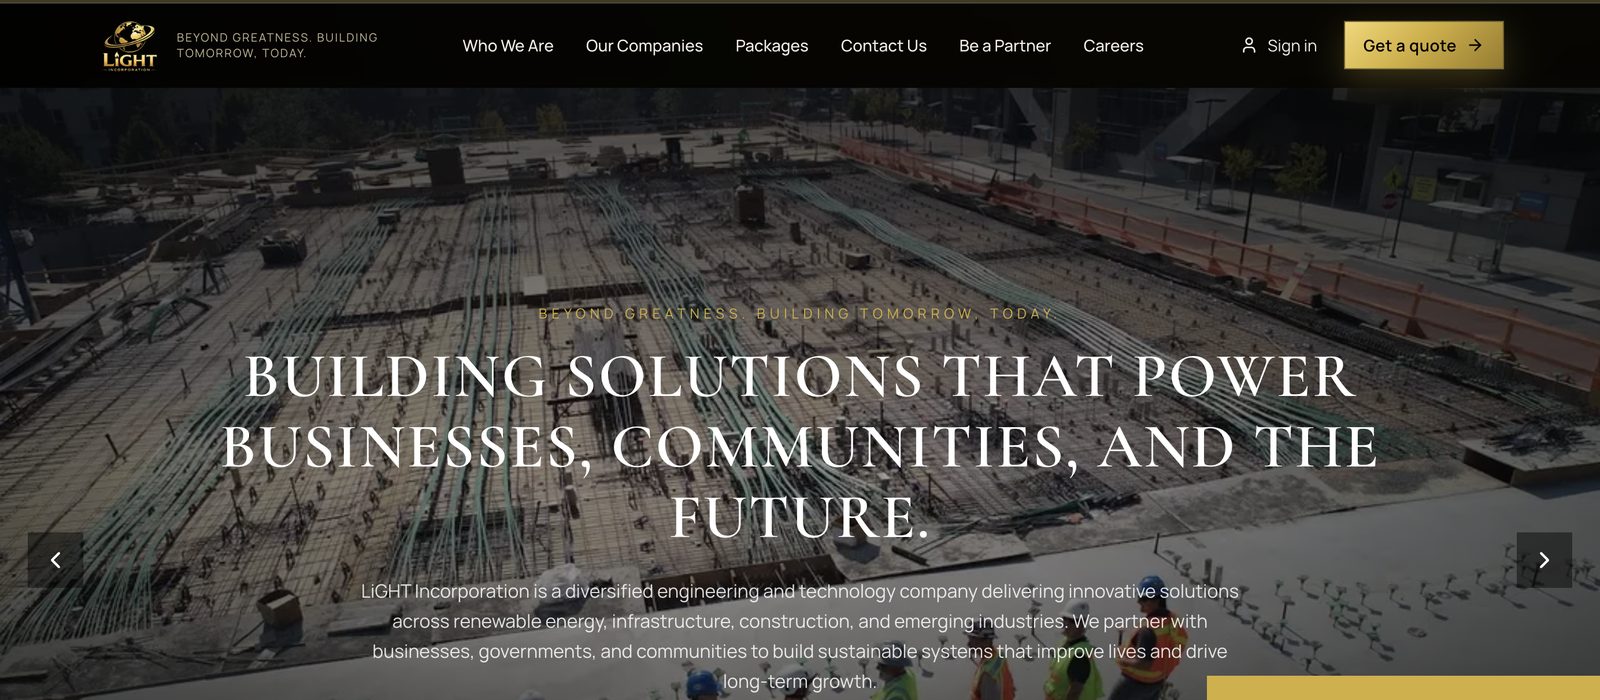 LiGHT
INCORPORATION
BEYOND GREATNESS. BUILDING
TOMORROW, TODAY.
Who We Are
Our Companies
Packages
Contact Us
Be a Partner
Careers
Sign in
Get a quote
BEYOND GREATNESS. BUILDING TOMORROW, TODAY.
BUILDING SOLUTIONS THAT POWER
BUSINESSES, COMMUNITIES, AND THE
FUTURE.
LiGHT Incorporation is a diversified engineering and technology company delivering innovative solutions
across renewable energy, infrastructure, construction, and emerging industries. We partner with
businesses, governments, and communities to build sustainable systems that improve lives and drive
long-term growth.